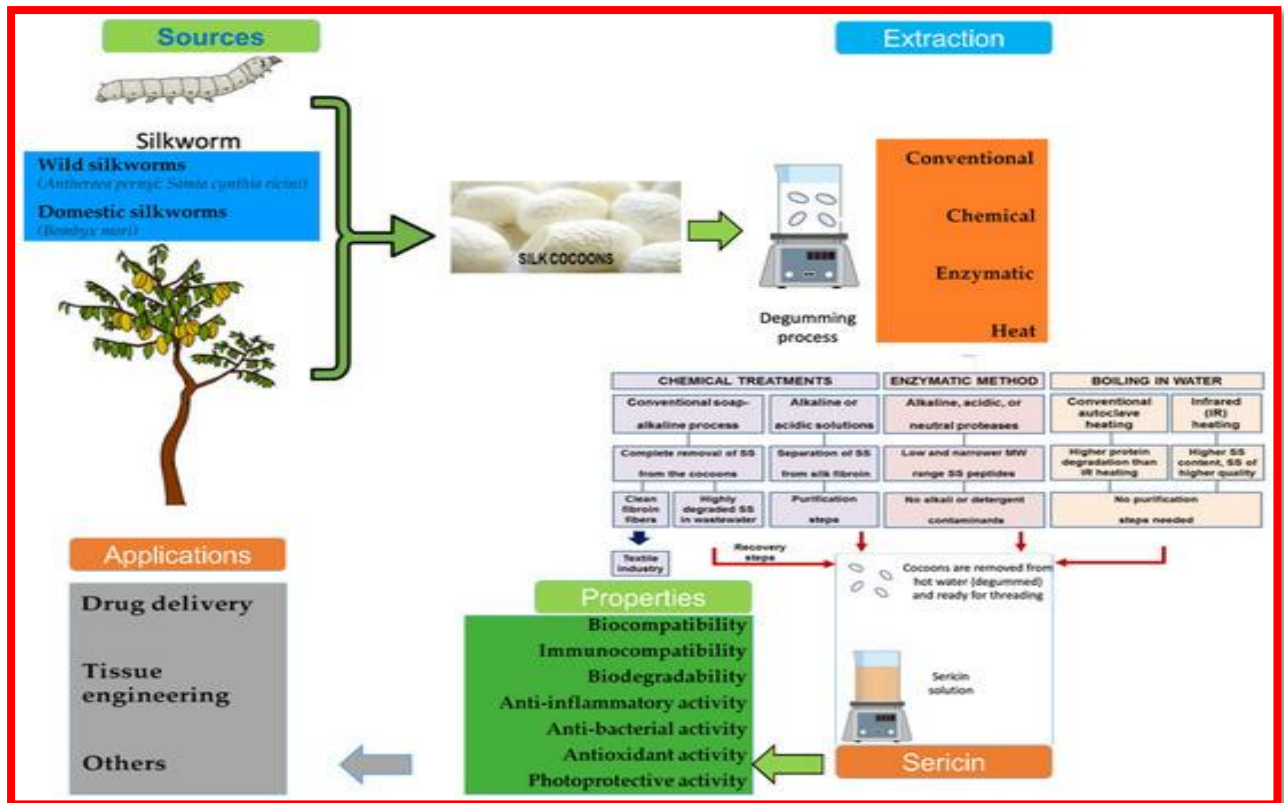 Sources
Silkworm
Wild silkworms
(Antheraea pernyi; Samia cynthia ricini)
Domestic silkworms
(Bombyx mori)
SILK COCOONS
Extraction
Degumming
process
Conventional
Chemical
Enzymatic
Heat
CHEMICAL TREATMENTS
Conventional soap-
alkaline process
Alkaline or
acidic solutions
Complete removal of SS
from the cocoons
Separation of SS
from silk fibroin
Clean
fibroin
fibers
Highly
degraded SS
in wastewater
Purification
steps
Textile
industry
ENZYMATIC METHOD
Alkaline, acidic, or
neutral proteases
Low and narrower MW
range SS peptides
No alkali or detergent
contaminants
BOILING IN WATER
Conventional
autoclave
heating
Infrared
(IR)
heating
Higher protein
degradation than
IR heating
Higher SS
content, SS of
higher quality
No purification
steps needed
Recovery
steps
Cocoons are removed from
hot water (degummed)
and ready for threading
Sericin
solution
Sericin
Properties
Biocompatibility
Immunocompatibility
Biodegradability
Anti-inflammatory activity
Anti-bacterial activity
Antioxidant activity
Photoprotective activity
Applications
Drug delivery
Tissue
engineering
Others